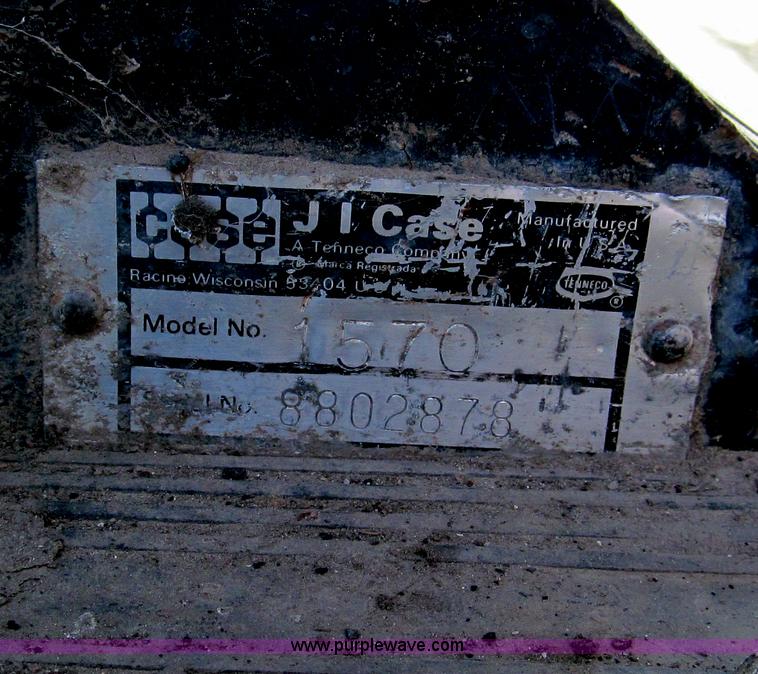 case J I Case Manufactured
A Tenneco Company In U.S.A.
Marca Registrada
Racine, Wisconsin 53404 TENNECO ®
Model No. 1570
Serial No. 8802878
www.purplewave.com